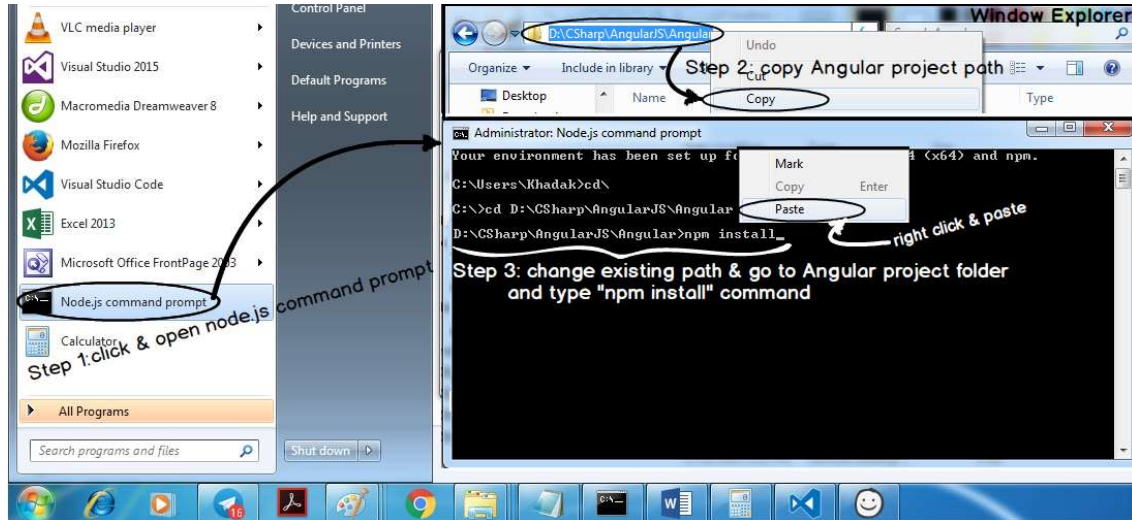 VLC media player
Visual Studio 2015
Macromedia Dreamweaver 8
Mozilla Firefox
Visual Studio Code
Excel 2013
Microsoft Office FrontPage 2003
Node.js command prompt
Calculator
Step 1:click & open node.js command prompt
All Programs
Search programs and files
Control Panel
Devices and Printers
Default Programs
Help and Support
Shut down
Window Explorer
D:\CSharp\AngularJS\Angular
Undo
Cut
Copy
Organize
Include in library
Step 2: copy Angular project path
Desktop
Name
Type
Administrator: Node.js command prompt
Your environment has been set up (x64) and npm.
C:\Users\Khadak>cd\
C:\>cd D:\CSharp\AngularJS\Angular
D:\CSharp\AngularJS\Angular>npm install_
Mark
Copy Enter
Paste
right click & paste
Step 3: change existing path & go to Angular project folder
and type "npm install" command
16